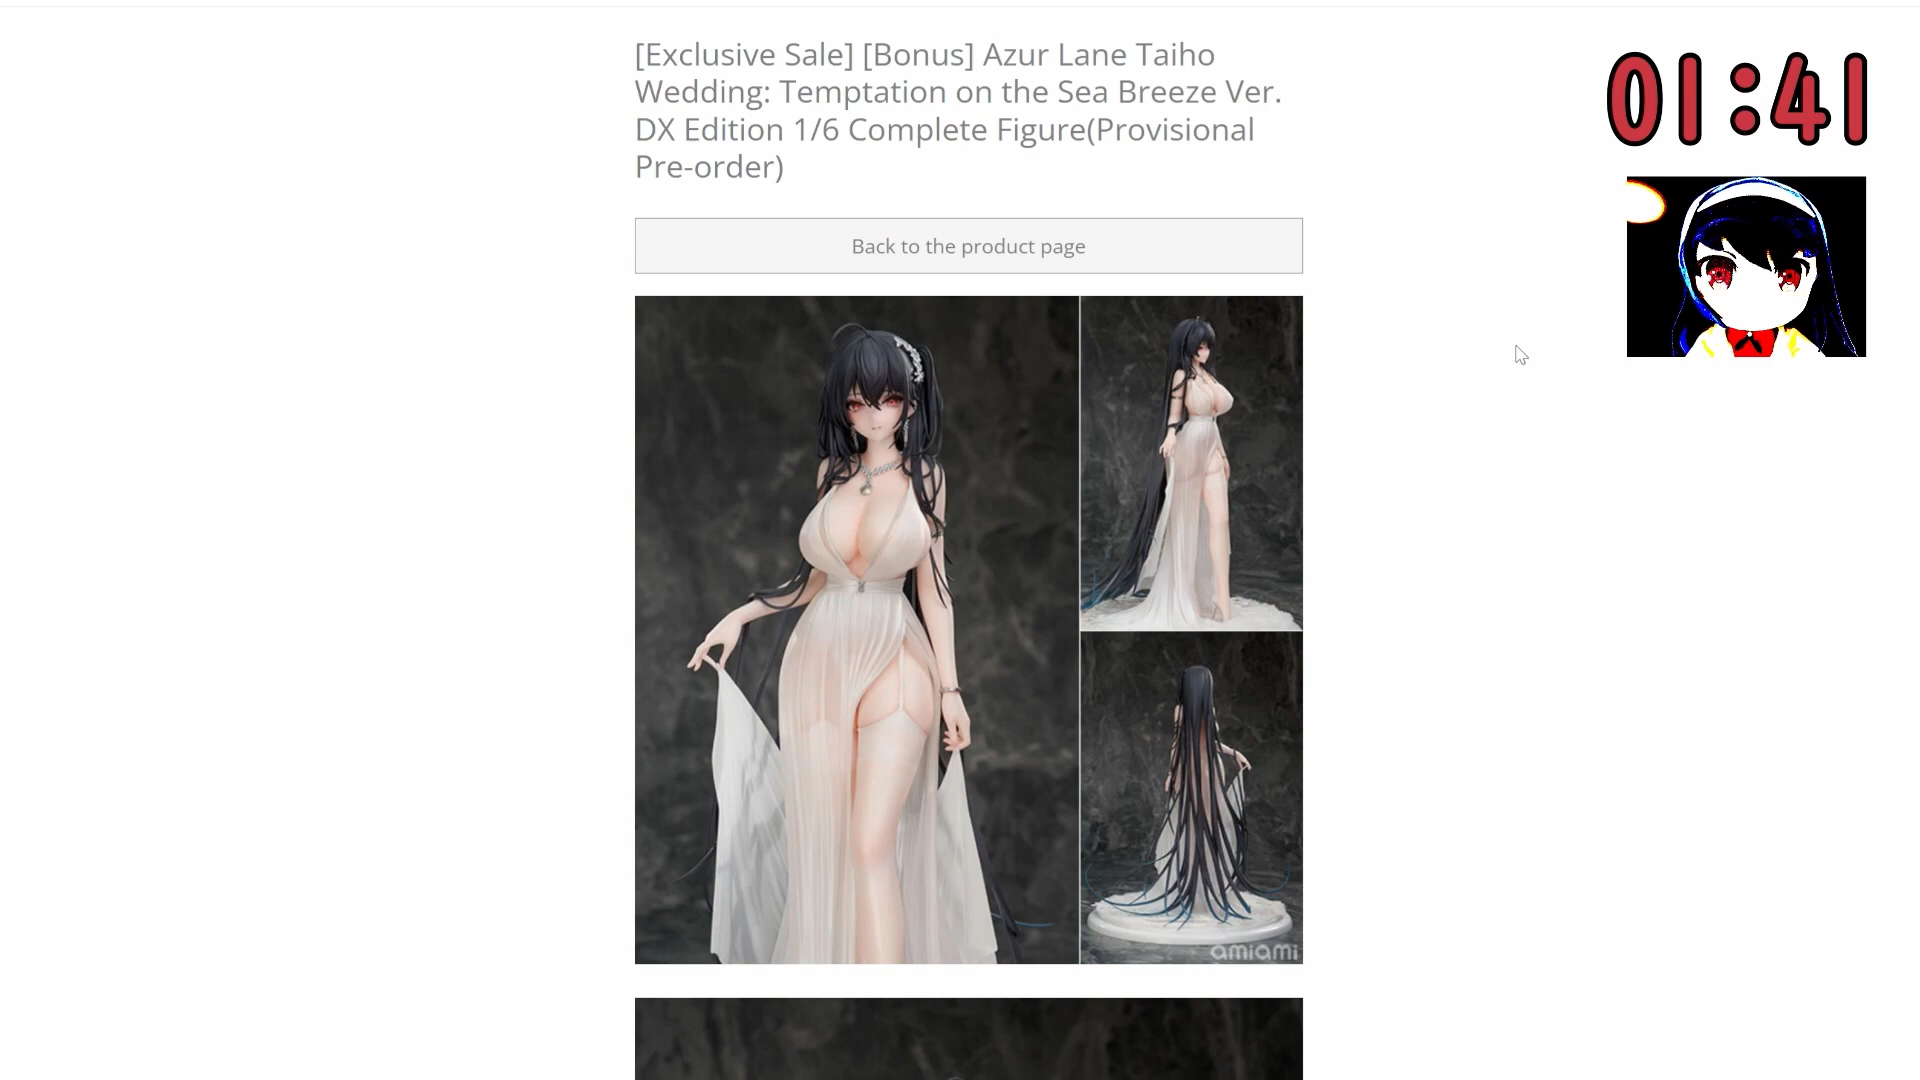 [Exclusive Sale] [Bonus] Azur Lane Taiho
Wedding: Temptation on the Sea Breeze Ver.
DX Edition 1/6 Complete Figure(Provisional
Pre-order)
01:41
Back to the product page
amiami